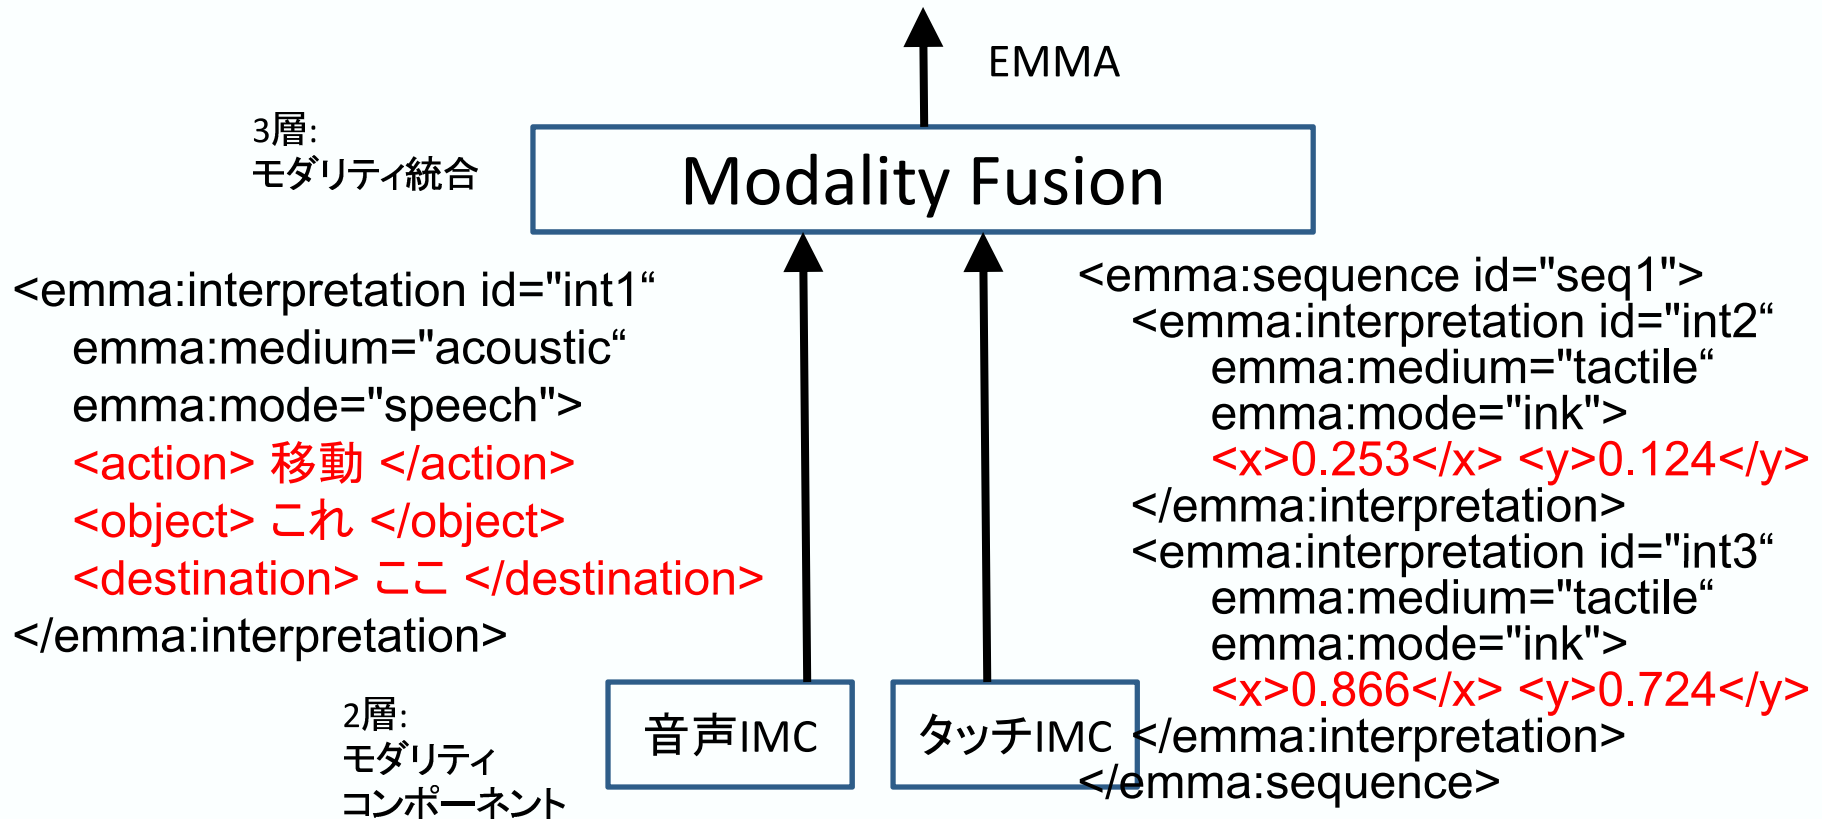 EMMA
3層:
モダリティ統合
Modality Fusion
<emma:interpretation id="int1“
emma:medium="acoustic“
emma:mode="speech">
<action> 移動 </action>
<object> これ </object>
<destination> ここ </destination>
</emma:interpretation>
<emma:sequence id="seq1">
<emma:interpretation id="int2“
emma:medium="tactile“
emma:mode="ink">
<x>0.253</x> <y>0.124</y>
</emma:interpretation>
<emma:interpretation id="int3“
emma:medium="tactile“
emma:mode="ink">
<x>0.866</x> <y>0.724</y>
</emma:interpretation>
</emma:sequence>
2層:
モダリティ
コンポーネント
音声IMC
タッチIMC